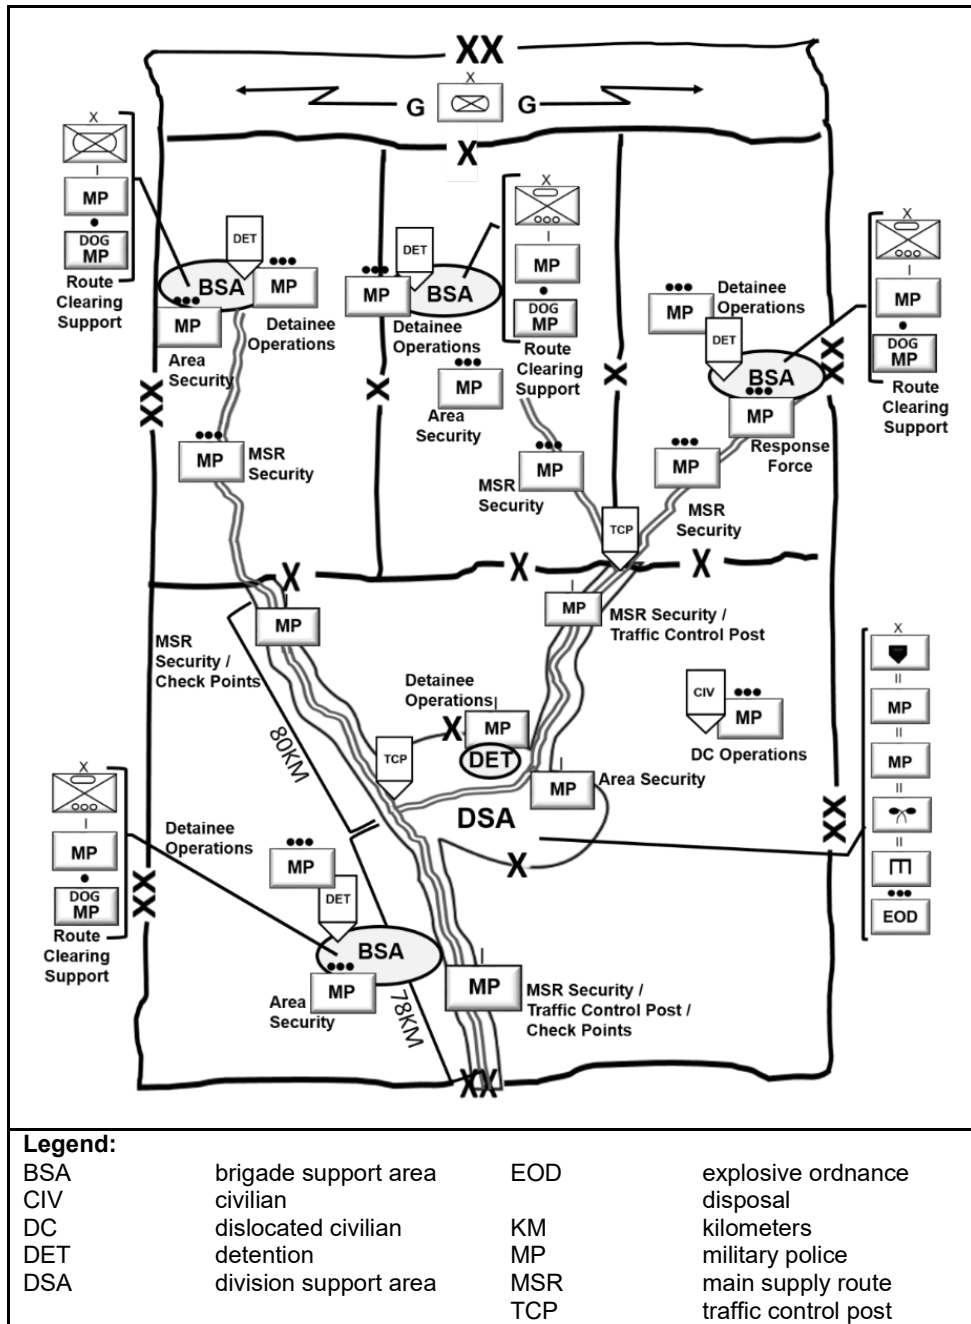 XX
X
G
G
X
X
MP
DOG
MP
Route
Clearing
Support
DET
BSA
MP
MP
Detainee
Operations
Area
Security
DET
MP
BSA
Detainee
Operations
MP
Area
Security
X
MP
DOG
MP
Route
Clearing
Support
Detainee
Operations
MP
DET
BSA
MP
Response
Force
X
MP
DOG
MP
Route
Clearing
Support
XX
X
X
XX
MP
MSR
Security
MP
MSR
Security
MP
MSR
Security
TCP
X
X
X
MP
MSR
Security /
Check Points
MP
MSR Security /
Traffic Control Post
Detainee
Operations
X
MP
DET
CIV
MP
DC Operations
TCP
80KM
MP
Area Security
DSA
X
X
MP
MP
EOD
XX
X
MP
DOG
MP
Route
Clearing
Support
XX
Detainee
Operations
MP
DET
BSA
MP
Area
Security
78KM
MP
MSR Security /
Traffic Control Post /
Check Points
XX
Legend:
BSA brigade support area
CIV civilian
DC dislocated civilian
DET detention
DSA division support area
EOD explosive ordnance
disposal
KM kilometers
MP military police
MSR main supply route
TCP traffic control post